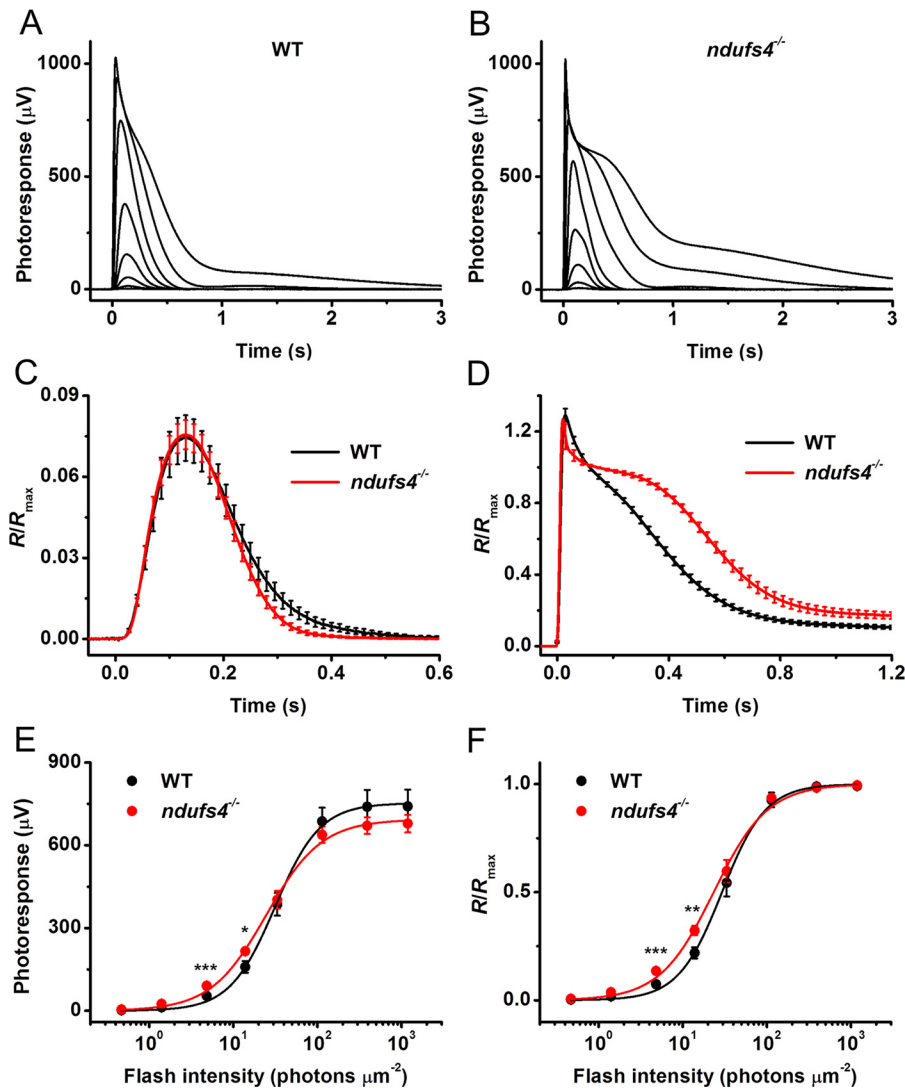 A
WT
Photoresponse (µV)
1000
500
0
0
1
2
3
Time (s)
B
ndufs4-/-
Photoresponse (µV)
1000
500
0
0
1
2
3
Time (s)
C
R/Rmax
0.09
0.06
0.03
0.00
WT
ndufs4-/-
0.0
0.2
0.4
0.6
Time (s)
D
R/Rmax
1.2
0.8
0.4
0.0
WT
ndufs4-/-
0.0
0.4
0.8
1.2
Time (s)
E
Photoresponse (µV)
900
600
300
0
WT
ndufs4-/-
***
*
10^0
10^1
10^2
10^3
Flash intensity (photons µm-2)
F
R/Rmax
1.0
0.5
0.0
WT
ndufs4-/-
***
**
10^0
10^1
10^2
10^3
Flash intensity (photons µm-2)